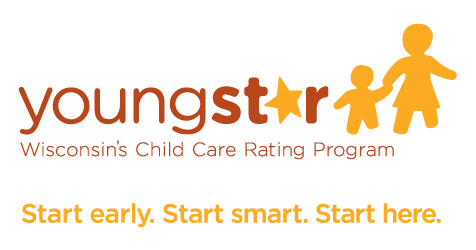 youngstar
Wisconsin's Child Care Rating Program
Start early. Start smart. Start here.